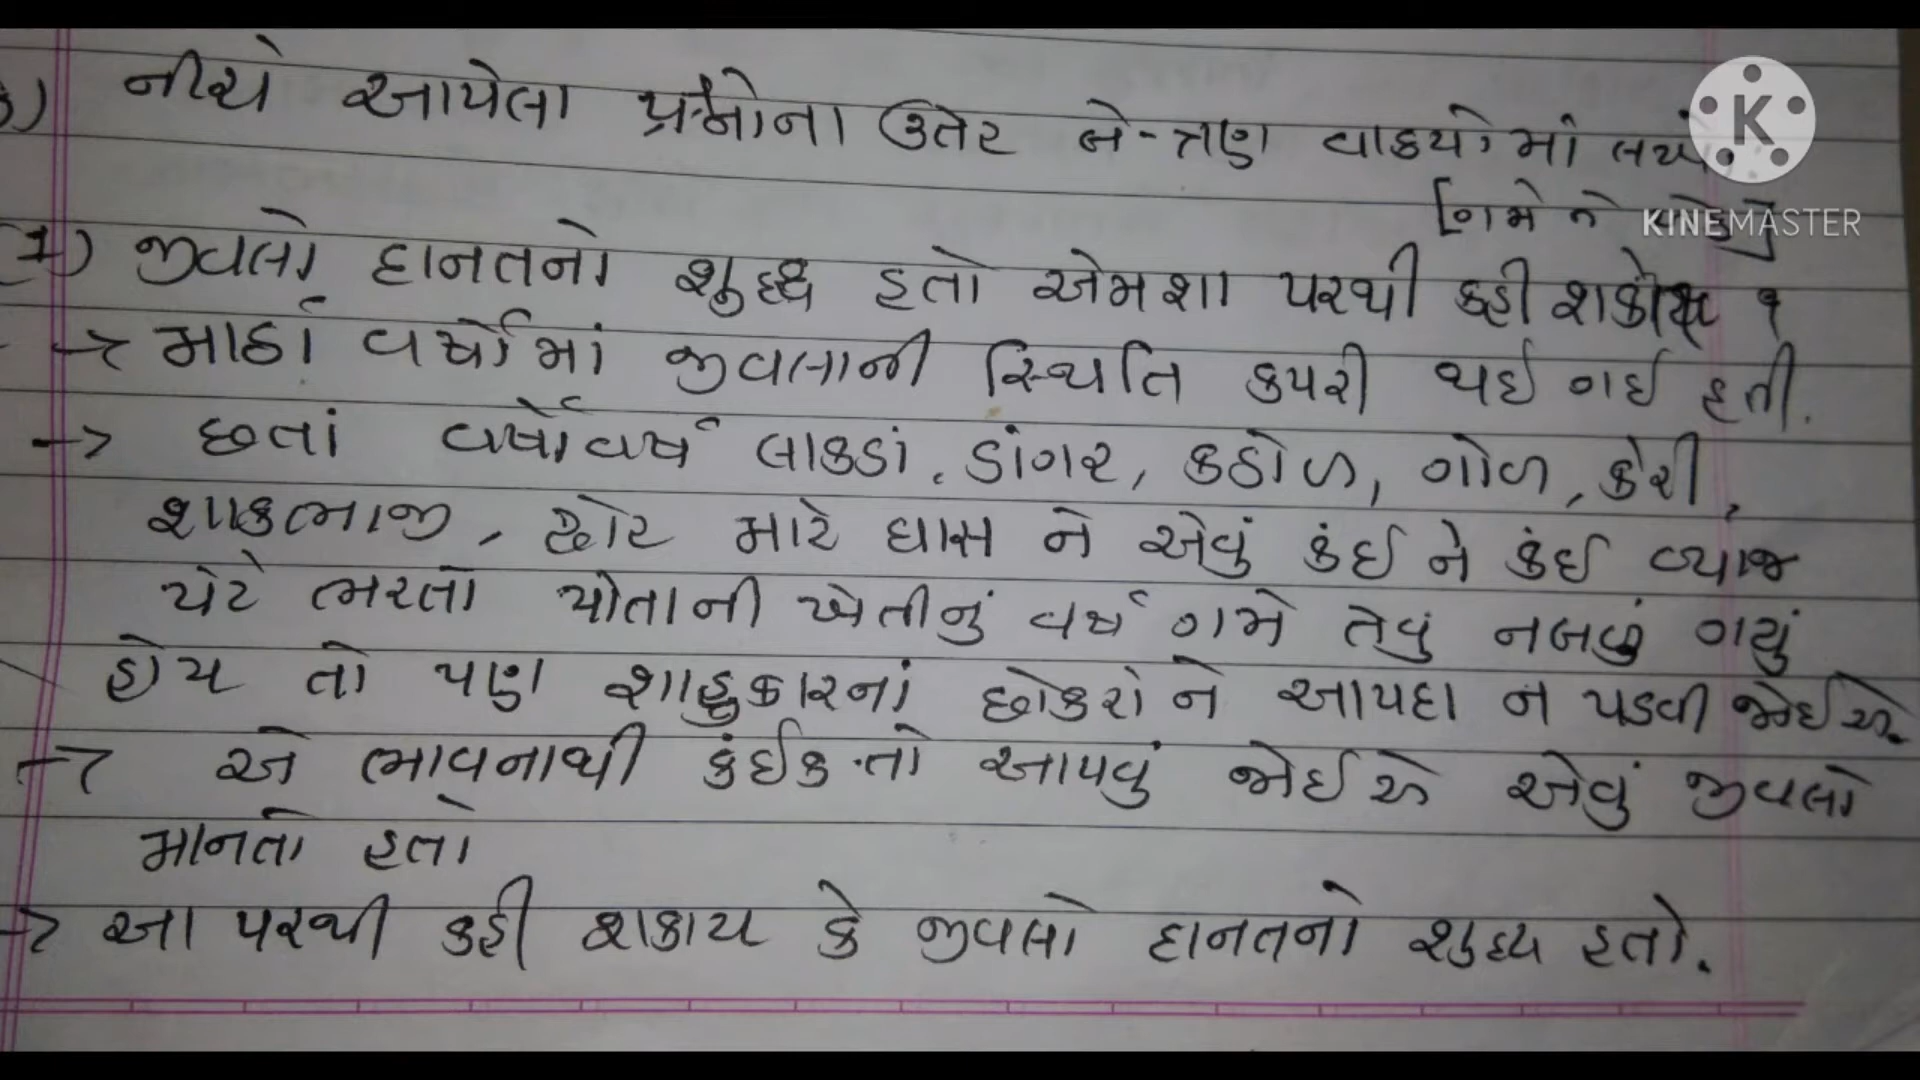 નીચે આપેલા પ્રશ્નોના ઉતેર બે-ત્રણ વાકયોમાં લખો.
[ગમે તે
KINEMASTER
(1) જીવલો દાનતનો શુદ્ધ હતો એમ શા પરથી કહી શકાય ?
→ માઠાં વર્ષોમાં જીવલાની સ્થિતિ કપરી થઈ ગઈ હતી.
→ છતાં વર્ષોવર્ષ લાકડાં, ડાંગર, કઠોળ, ગોળ, કેરી,
શાકભાજી, ઢોર માટે ઘાસ ને એવું કંઈ ને કંઈ વ્યાજ
પેટે ભરતો પોતાની ખેતીનું વર્ષ ગમે તેવું નબળું ગયું
હોય તો પણ શાહુકારનાં છોકરાંને આપદા ન પડવી જોઈએ.
→ એ ભાવનાથી કંઈક તો આપવું જોઈએ એવું જીવલો
માનતો હતો
→ આ પરથી કહી શકાય કે જીવલો દાનતનો શુદ્ધ હતો.